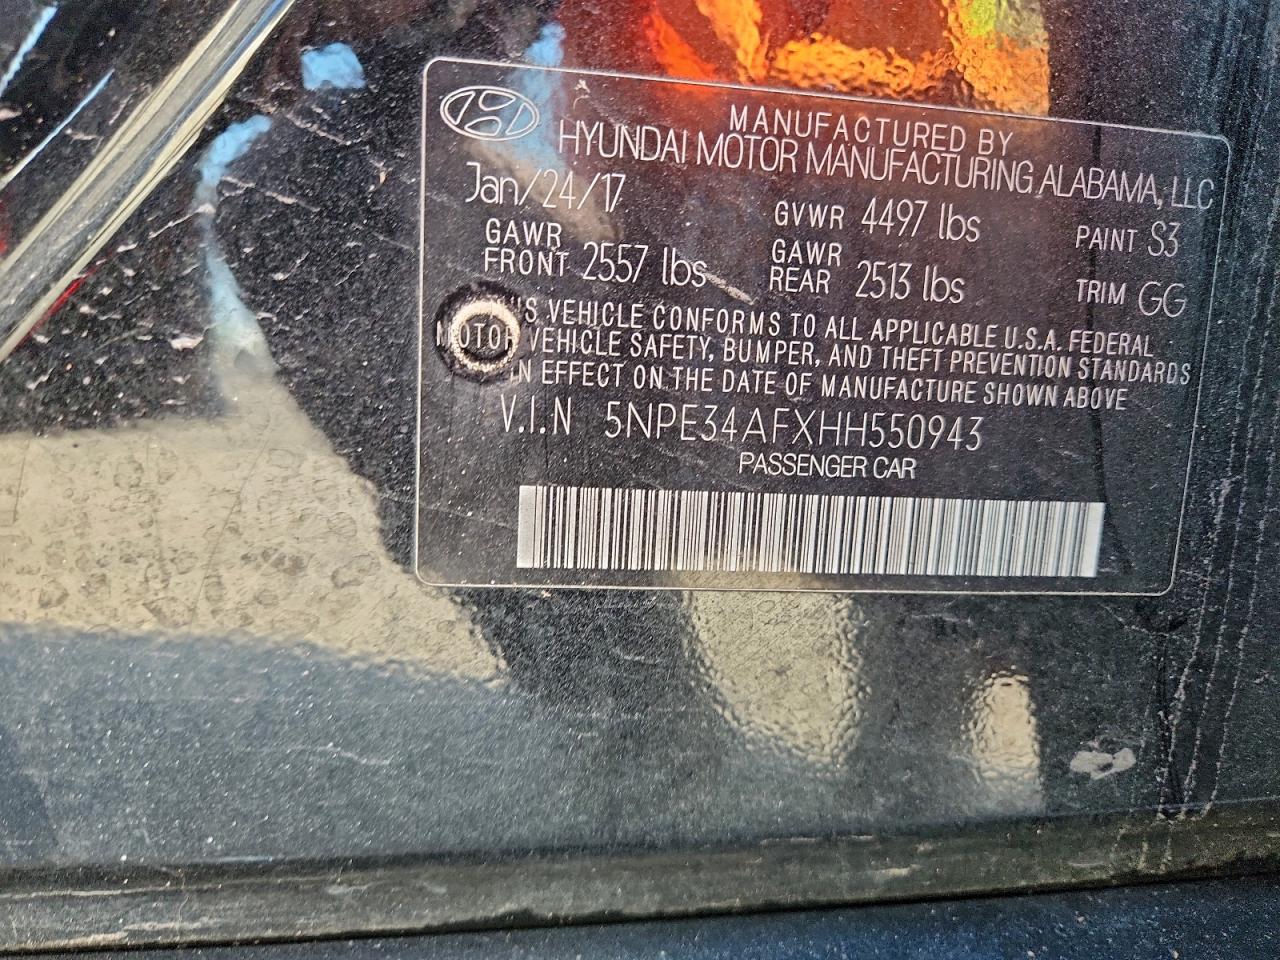 MANUFACTURED BY
HYUNDAI MOTOR MANUFACTURING ALABAMA, LLC
Jan/24/17 GVWR 4497 lbs PAINT S3
GAWR FRONT 2557 lbs GAWR REAR 2513 lbs TRIM GG
VEHICLE CONFORMS TO ALL APPLICABLE U.S.A. FEDERAL
MOTOR VEHICLE SAFETY, BUMPER, AND THEFT PREVENTION STANDARDS
IN EFFECT ON THE DATE OF MANUFACTURE SHOWN ABOVE
V.I.N 5NPE34AFXHH550943
PASSENGER CAR